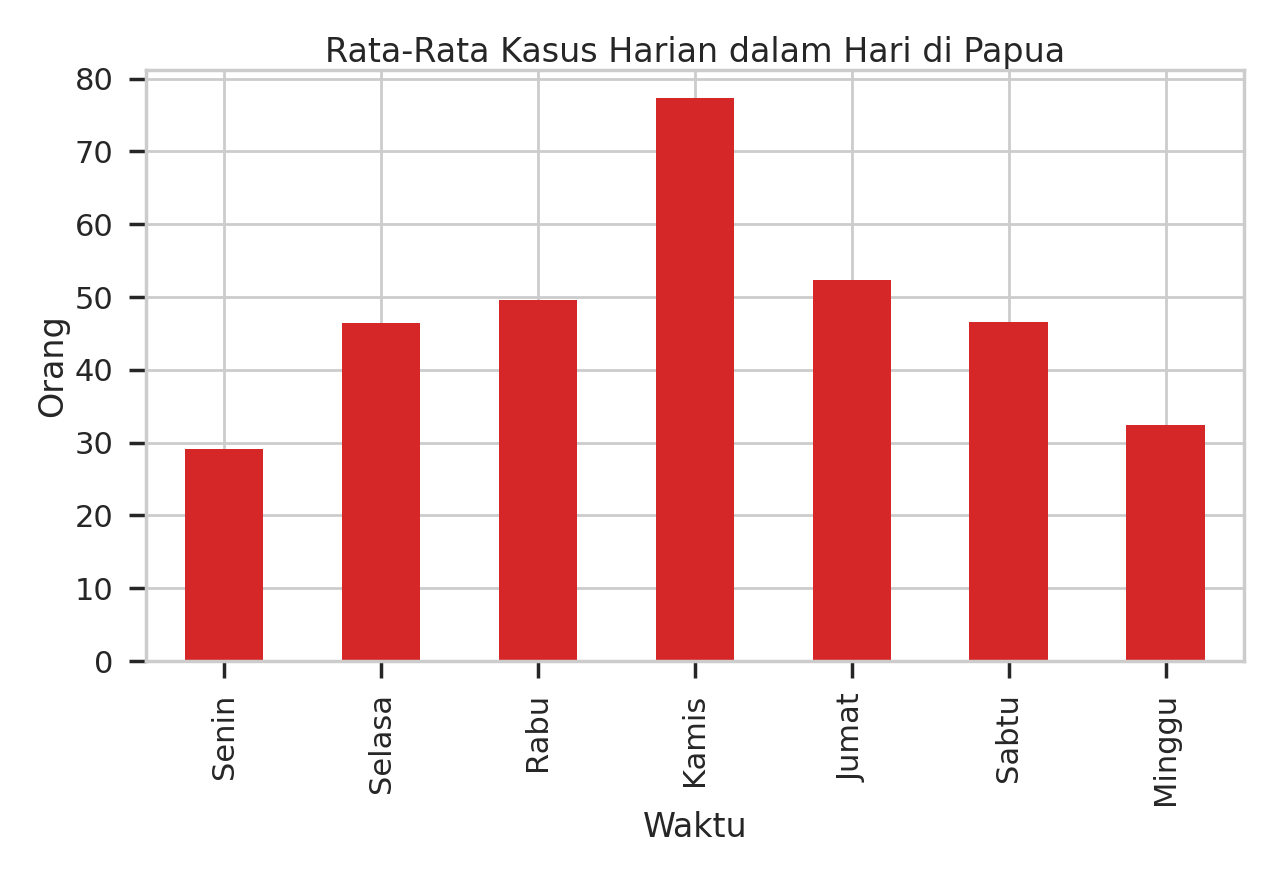 Rata-Rata Kasus Harian dalam Hari di Papua
80
70
60
50
40
30
20
10
0
Orang
Senin
Selasa
Rabu
Kamis
Jumat
Sabtu
Minggu
Waktu